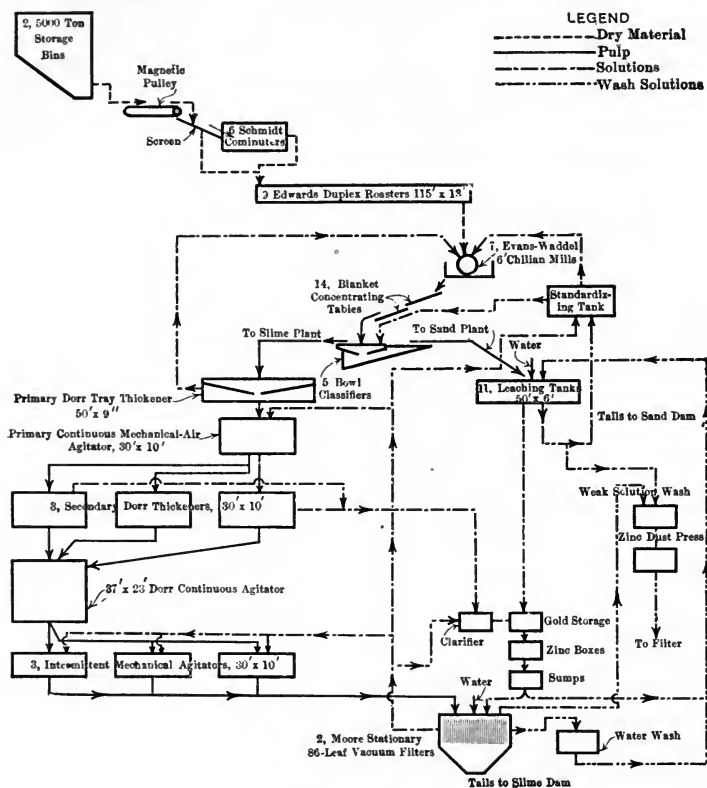 LEGEND
Dry Material
Pulp
Solutions
Wash Solutions
2, 5000 Ton
Storage
Bins
Magnetic
Pulley
Screen
6 Schmidt
Cominuters
9 Edwards Duplex Roasters 115' x 13'
7, Evans-Waddel
6' Chilian Mills
14, Blanket
Concentrating
Tables
Standardiz-
ing Tank
To Slime Plant
To Sand Plant
Water
5 Bowl
Classifiers
11, Leaching Tanks
50' x 6'
Primary Dorr Tray Thickener
50' x 9"
Tails to Sand Dam
Primary Continuous Mechanical-Air
Agitator, 30' x 10'
Weak Solution Wash
3, Secondary Dorr Thickeners, 30' x 10'
Zinc Dust Press
37' x 23' Dorr Continuous Agitator
Clarifier
Gold Storage
Zinc Boxes
To Filter
3, Intermittent Mechanical Agitators, 30' x 10'
Sumps
Water
2, Moore Stationary
86-Leaf Vacuum Filters
Water Wash
Tails to Slime Dam